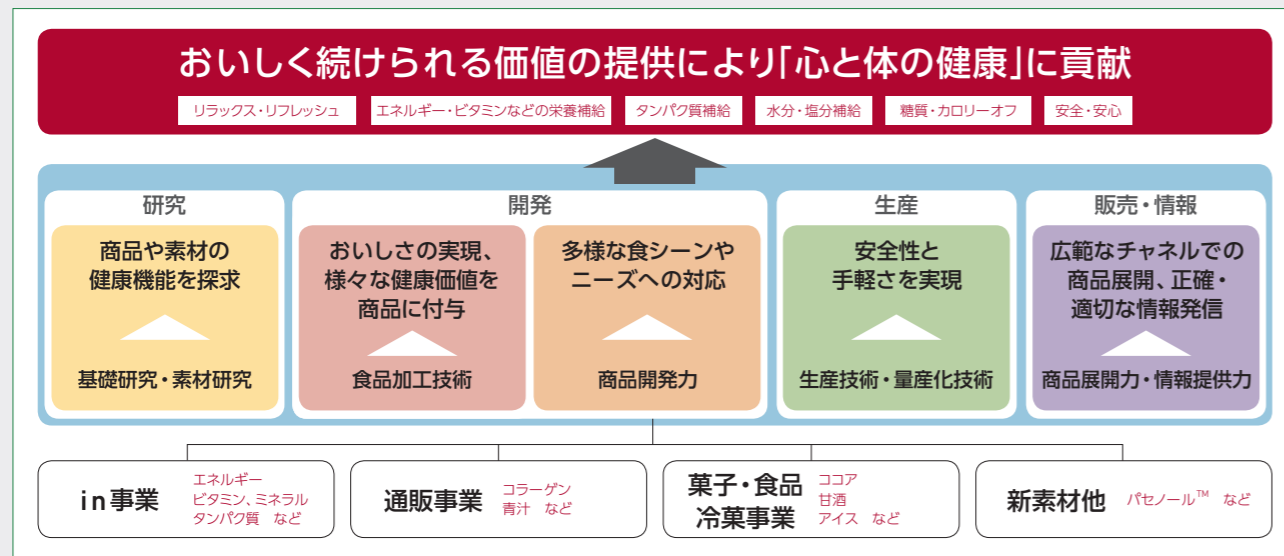 おいしく続けられる価値の提供により「心と体の健康」に貢献
リラックス・リフレッシュ
エネルギー・ビタミンなどの栄養補給
タンパク質補給
水分・塩分補給
糖質・カロリーオフ
安全・安心
研究
商品や素材の
健康機能を探求
基礎研究・素材研究
開発
おいしさの実現、
様々な健康価値を
商品に付与
食品加工技術
多様な食シーンや
ニーズへの対応
商品開発力
生産
安全性と
手軽さを実現
生産技術・量産化技術
販売・情報
広範なチャネルでの
商品展開、正確・
適切な情報発信
商品展開力・情報提供力
in事業
エネルギー
ビタミン、ミネラル
タンパク質 など
通販事業
コラーゲン
青汁 など
菓子・食品
冷菓事業
ココア
甘酒
アイス など
新素材他
パセノール™ など